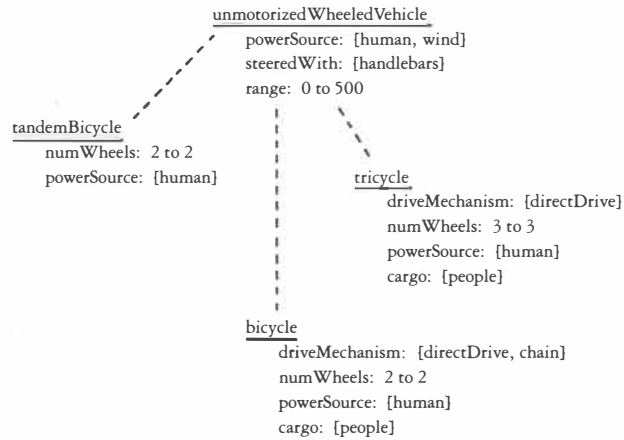 unmotorizedWheeledVehicle
powerSource: {human, wind}
steeredWith: {handlebars}
range: 0 to 500
tandemBicycle
numWheels: 2 to 2
powerSource: {human}
tricycle
driveMechanism: {directDrive}
numWheels: 3 to 3
powerSource: {human}
cargo: {people}
bicycle
driveMechanism: {directDrive, chain}
numWheels: 2 to 2
powerSource: {human}
cargo: {people}